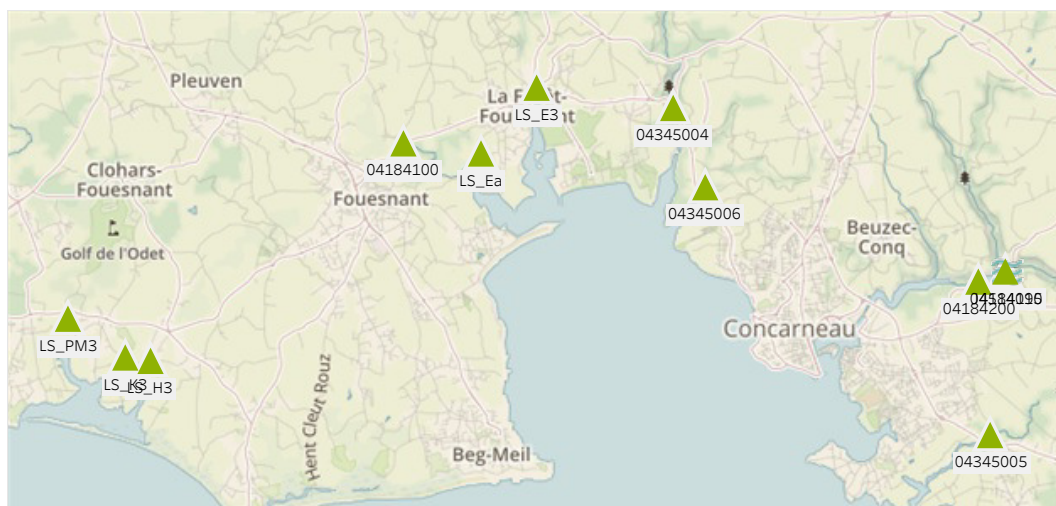 Pleuven
La Forêt-
Fouesnant
LS_E3
04345004
04184100
LS_Ea
Clohars-
Fouesnant
Fouesnant
04345006
Beuzec-
Conq
Golf de l'Odet
04184200
Concarneau
LS_PM3
LS_K3
LS_H3
Hent Cleut Rouz
Beg-Meil
04345005